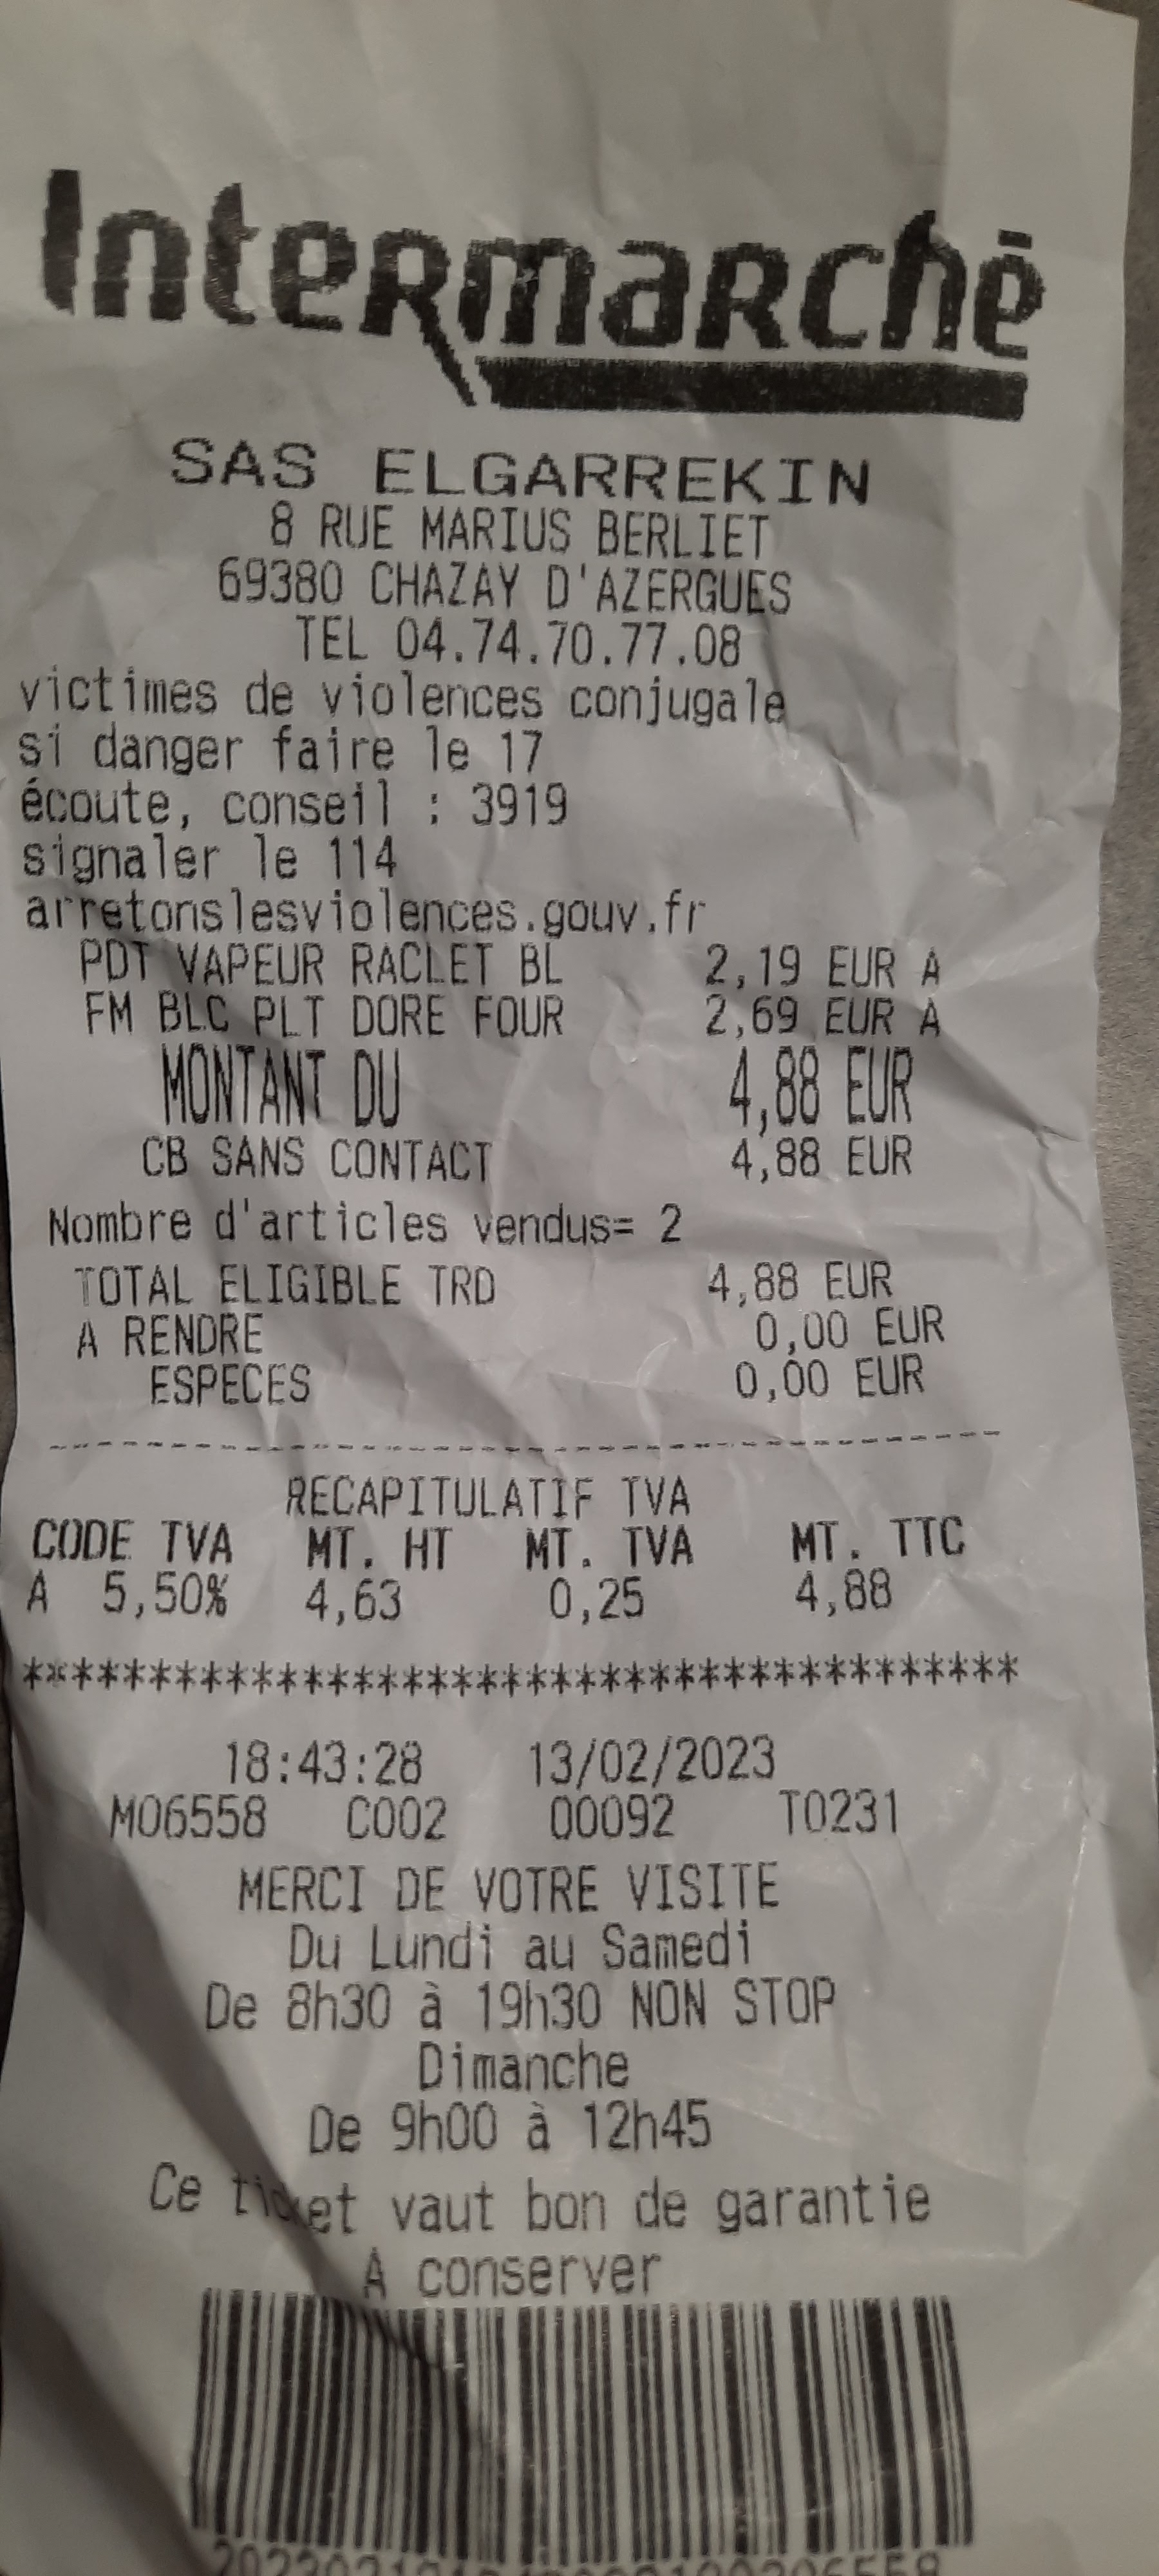 Intermarché
SAS ELGARREKIN
8 RUE MARIUS BERLIET
69380 CHAZAY D'AZERGUES
TEL 04.74.70.77.08
victimes de violences conjugale
si danger faire le 17
écoute, conseil : 3919
signaler le 114
arretonslesviolences.gouv.fr
PDT VAPEUR RACLET BL 2,19 EUR A
FM BLC PLT DORE FOUR 2,69 EUR A
MONTANT DU 4,88 EUR
CB SANS CONTACT 4,88 EUR
Nombre d'articles vendus= 2
TOTAL ELIGIBLE TRD 4,88 EUR
A RENDRE 0,00 EUR
ESPECES 0,00 EUR
RECAPITULATIF TVA
CODE TVA MT. HT MT. TVA MT. TTC
A 5,50% 4,63 0,25 4,88
****************************************
18:43:28 13/02/2023
M06558 C002 00092 T0231
MERCI DE VOTRE VISITE
Du Lundi au Samedi
De 8h30 à 19h30 NON STOP
Dimanche
De 9h00 à 12h45
Ce ticket vaut bon de garantie
A conserver